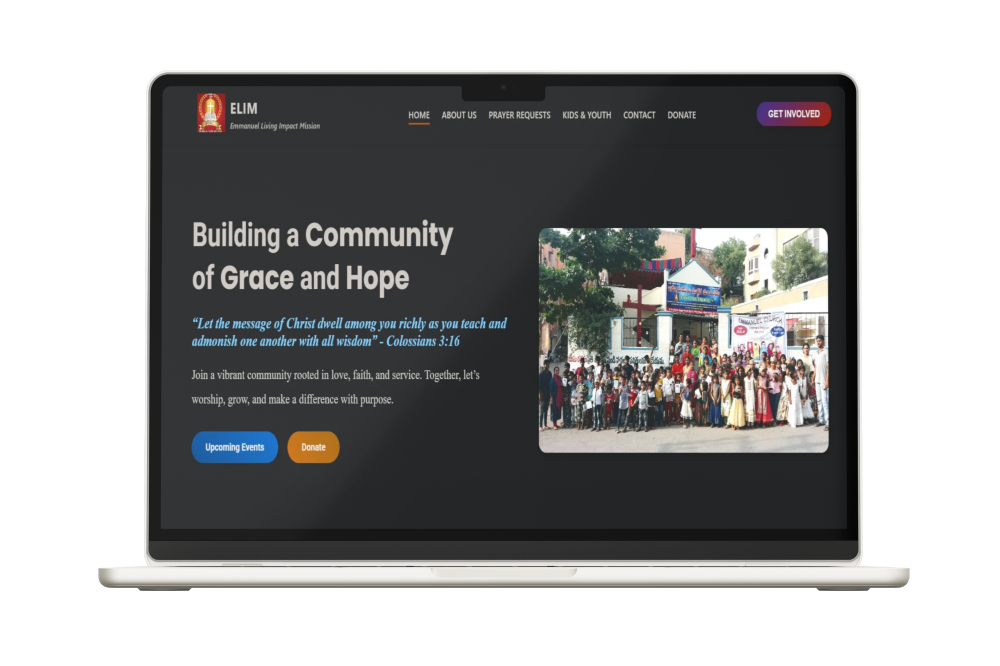 ELIM
Emmanuel Living Impact Mission
HOME ABOUT US PRAYER REQUESTS KIDS & YOUTH CONTACT DONATE
GET INVOLVED
Building a Community
of Grace and Hope
“Let the message of Christ dwell among you richly as you teach and
admonish one another with all wisdom” - Colossians 3:16
Join a vibrant community rooted in love, faith, and service. Together, let’s
worship, grow, and make a difference with purpose.
Upcoming Events Donate
EMMANUEL CHURCH